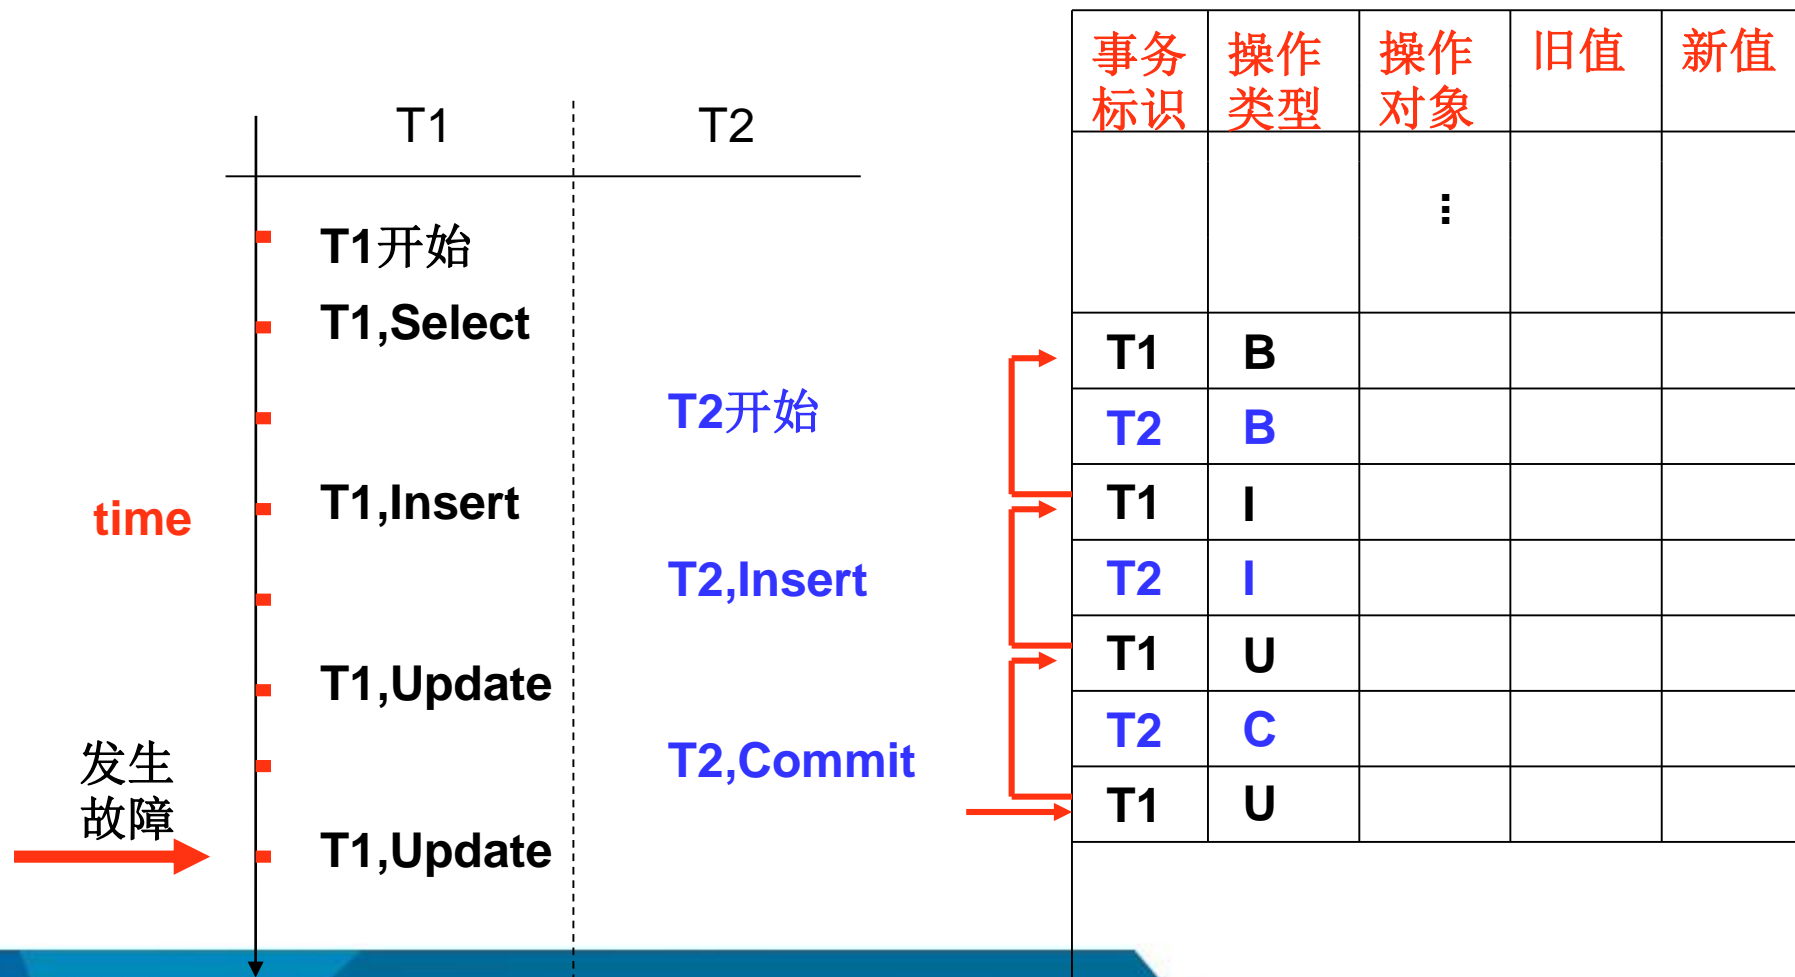 T1 T2
T1开始
T1,Select
T2开始
T1,Insert
time
T2,Insert
T1,Update
T2,Commit
发生
故障
T1,Update
事务 操作 操作 旧值 新值
标识 类型 对象
⋮
T1 B
T2 B
T1 I
T2 I
T1 U
T2 C
T1 U